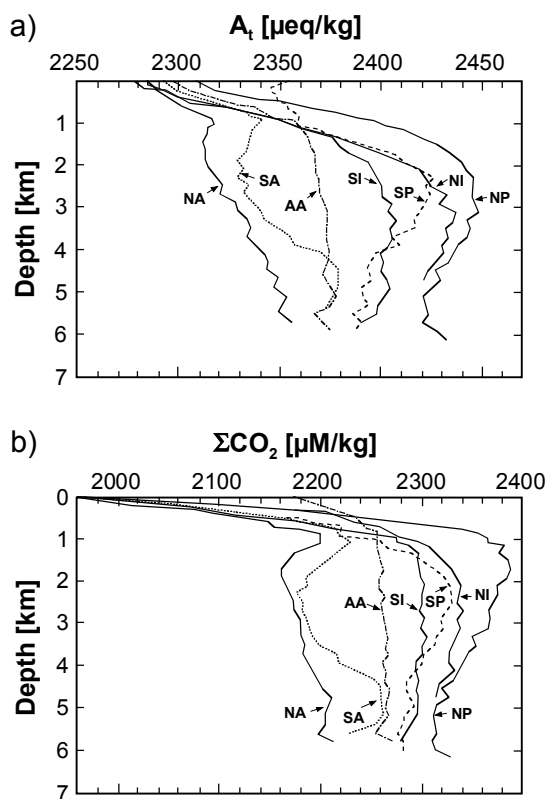 a)
A_t [µeq/kg]
2250 2300 2350 2400 2450
Depth [km]
1
2
3
4
5
6
7
NA
SA
AA
SI
SP
NI
NP
b)
ΣCO₂ [µM/kg]
2000 2100 2200 2300 2400
Depth [km]
0
1
2
3
4
5
6
7
AA
SI
SP
NI
NA
SA
NP